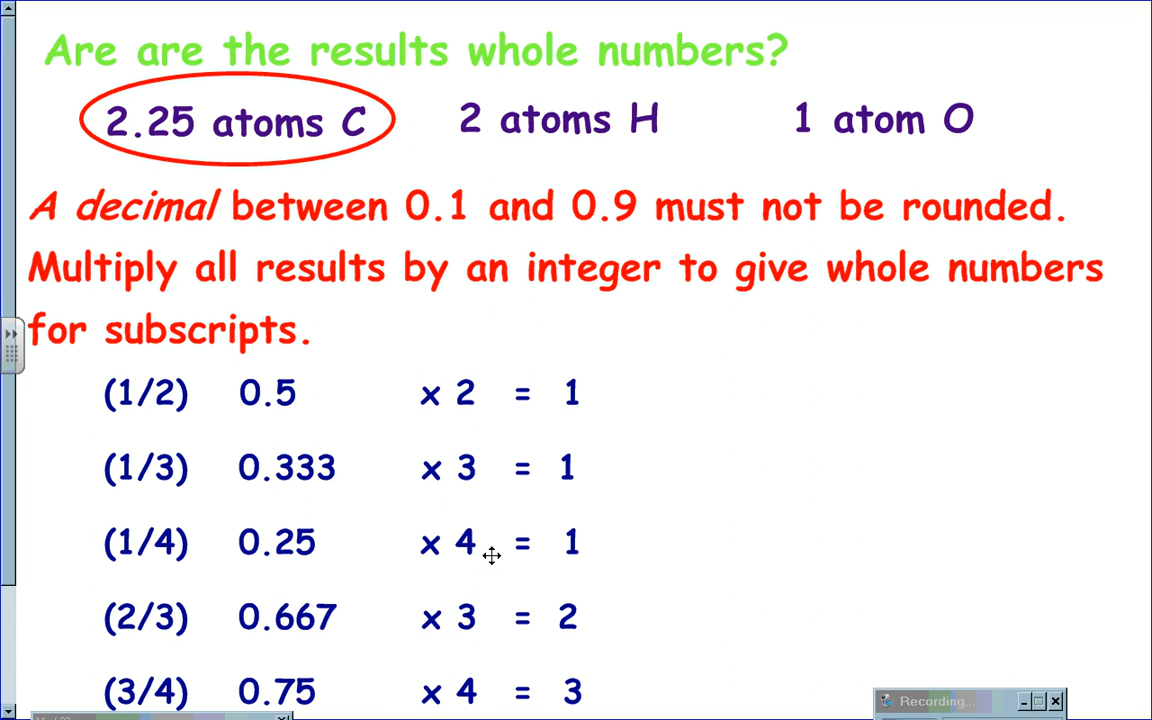 Are are the results whole numbers?
2.25 atoms C 2 atoms H 1 atom O
A decimal between 0.1 and 0.9 must not be rounded.
Multiply all results by an integer to give whole numbers
for subscripts.
(1/2) 0.5 x 2 = 1
(1/3) 0.333 x 3 = 1
(1/4) 0.25 x 4 = 1
(2/3) 0.667 x 3 = 2
(3/4) 0.75 x 4 = 3
Recording...